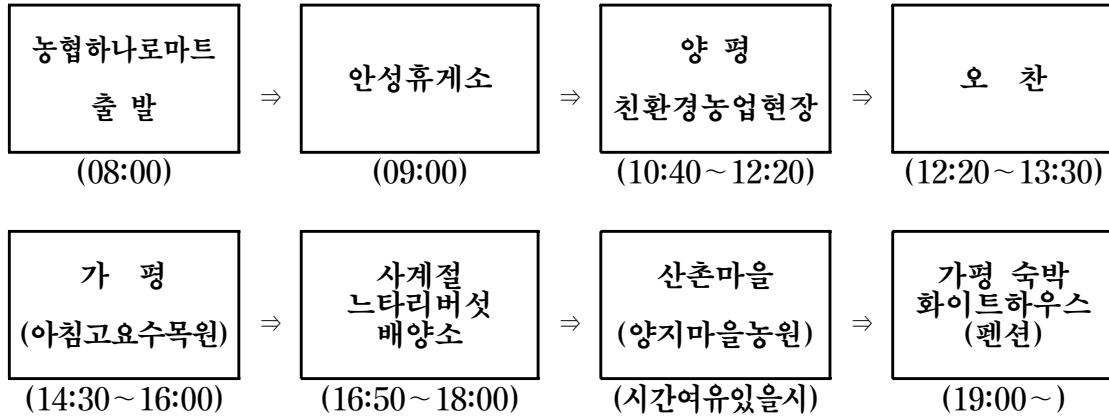 농협하나로마트
출 발
⇒
안성휴게소
⇒
양 평
친환경농업현장
⇒
오 찬
(08:00)
(09:00)
(10:40~12:20)
(12:20~13:30)
가 평
(아침고요수목원)
⇒
사계절
느타리버섯
배양소
⇒
산촌마을
(양지마을농원)
⇒
가평 숙박
화이트하우스
(펜션)
(14:30~16:00)
(16:50~18:00)
(시간여유있을시)
(19:00~)